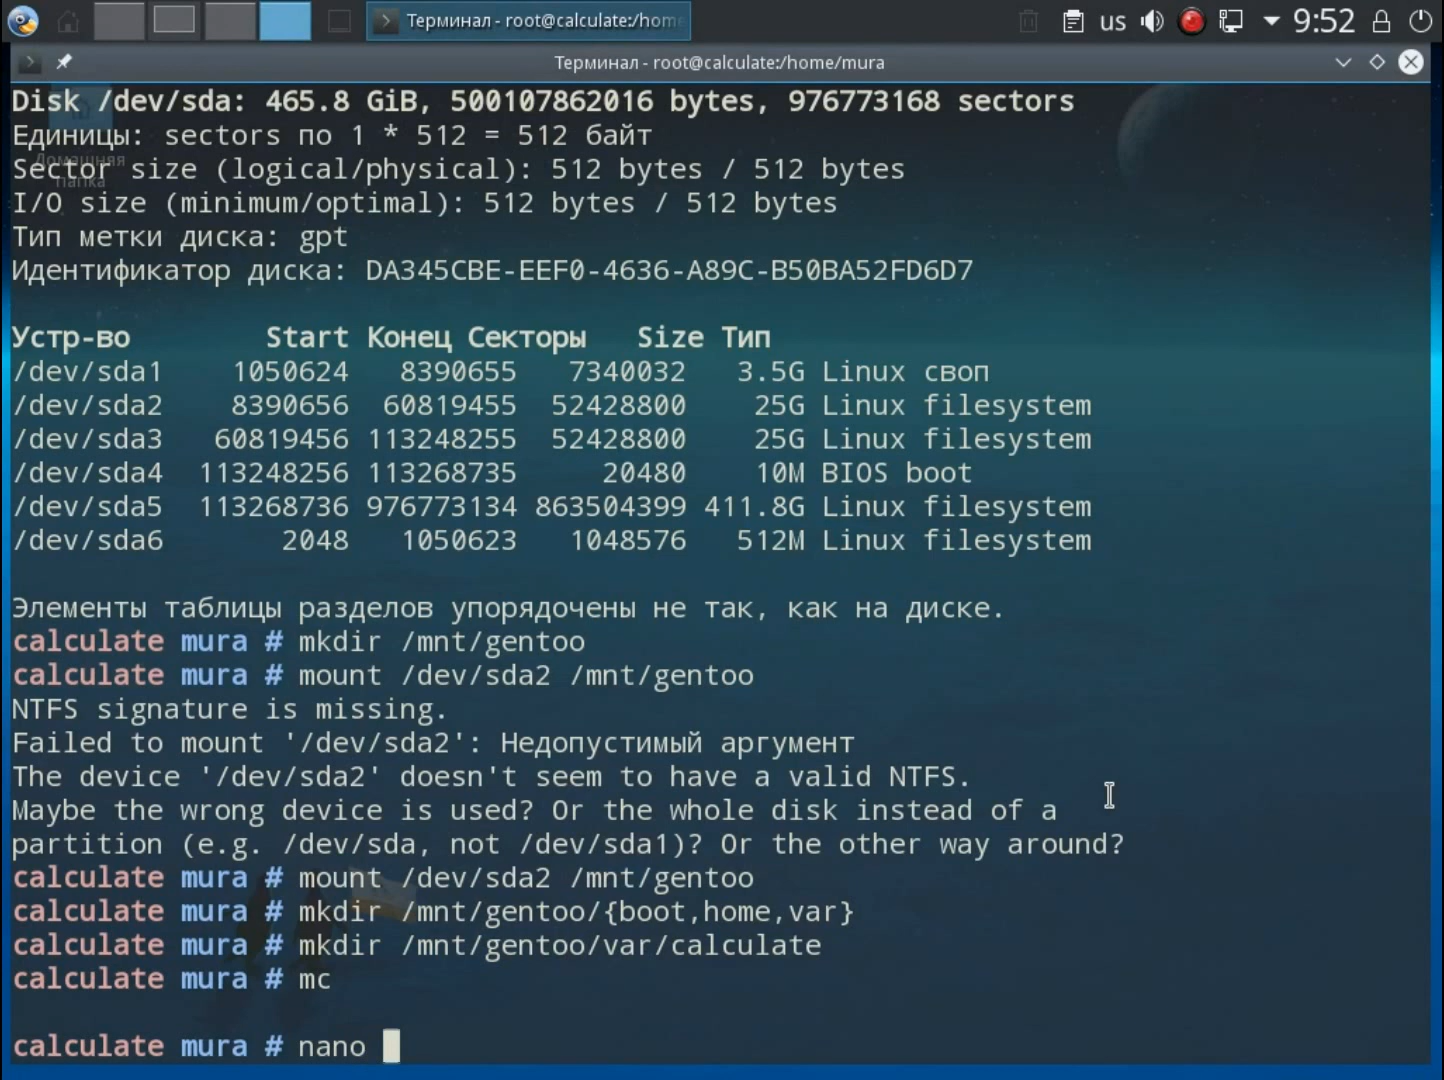 Терминал - root@calculate:/home
us
9:52
Терминал - root@calculate:/home/mura
Disk /dev/sda: 465.8 GiB, 500107862016 bytes, 976773168 sectors
Единицы: sectors по 1 * 512 = 512 байт
Домашняя
папка
Sector size (logical/physical): 512 bytes / 512 bytes
I/O size (minimum/optimal): 512 bytes / 512 bytes
Тип метки диска: gpt
Идентификатор диска: DA345CBE-EEF0-4636-A89C-B50BA52FD6D7
Устр-во Start Конец Секторы Size Тип
/dev/sda1 1050624 8390655 7340032 3.5G Linux своп
/dev/sda2 8390656 60819455 52428800 25G Linux filesystem
/dev/sda3 60819456 113248255 52428800 25G Linux filesystem
/dev/sda4 113248256 113268735 20480 10M BIOS boot
/dev/sda5 113268736 976773134 863504399 411.8G Linux filesystem
/dev/sda6 2048 1050623 1048576 512M Linux filesystem
Элементы таблицы разделов упорядочены не так, как на диске.
calculate mura # mkdir /mnt/gentoo
calculate mura # mount /dev/sda2 /mnt/gentoo
NTFS signature is missing.
Failed to mount '/dev/sda2': Недопустимый аргумент
The device '/dev/sda2' doesn't seem to have a valid NTFS.
Maybe the wrong device is used? Or the whole disk instead of a
partition (e.g. /dev/sda, not /dev/sda1)? Or the other way around?
calculate mura # mount /dev/sda2 /mnt/gentoo
calculate mura # mkdir /mnt/gentoo/{boot,home,var}
calculate mura # mkdir /mnt/gentoo/var/calculate
calculate mura # mc
calculate mura # nano